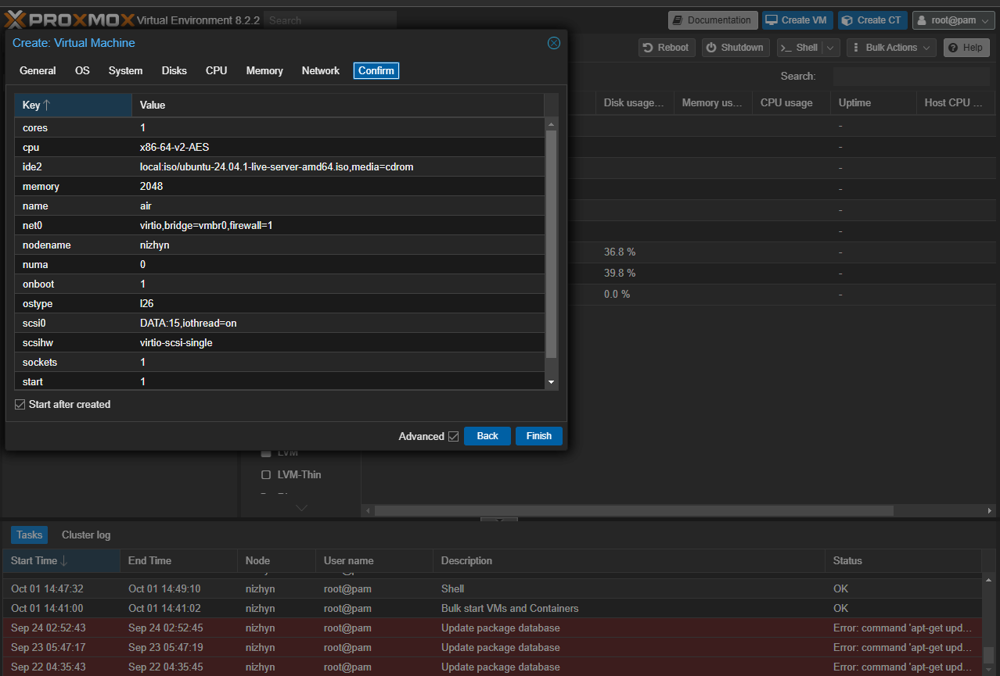 PROXMOX Virtual Environment 8.2.2 Search Documentation Create VM Create CT root@pam
Create: Virtual Machine
Reboot Shutdown Shell Bulk Actions Help
General OS System Disks CPU Memory Network Confirm
Search:
Key Value
Disk usage... Memory us... CPU usage Uptime Host CPU ...
cores 1
cpu x86-64-v2-AES
ide2 local:iso/ubuntu-24.04.1-live-server-amd64.iso,media=cdrom
memory 2048
name air
net0 virtio,bridge=vmbr0,firewall=1
nodename nizhyn
numa 0
onboot 1
ostype l26
scsi0 DATA:15,iothread=on
scsihw virtio-scsi-single
sockets 1
start 1
-
-
-
-
-
-
36.8 % -
39.8 % -
0.0 % -
Start after created
Advanced Back Finish
LVM
LVM-Thin
Tasks Cluster log
Start Time End Time Node User name Description Status
Oct 01 14:47:32 Oct 01 14:49:10 nizhyn root@pam Shell OK
Oct 01 14:41:00 Oct 01 14:41:02 nizhyn root@pam Bulk start VMs and Containers OK
Sep 24 02:52:43 Sep 24 02:52:45 nizhyn root@pam Update package database Error: command 'apt-get upd...
Sep 23 05:47:17 Sep 23 05:47:19 nizhyn root@pam Update package database Error: command 'apt-get upd...
Sep 22 04:35:43 Sep 22 04:35:45 nizhyn root@pam Update package database Error: command 'apt-get upd...